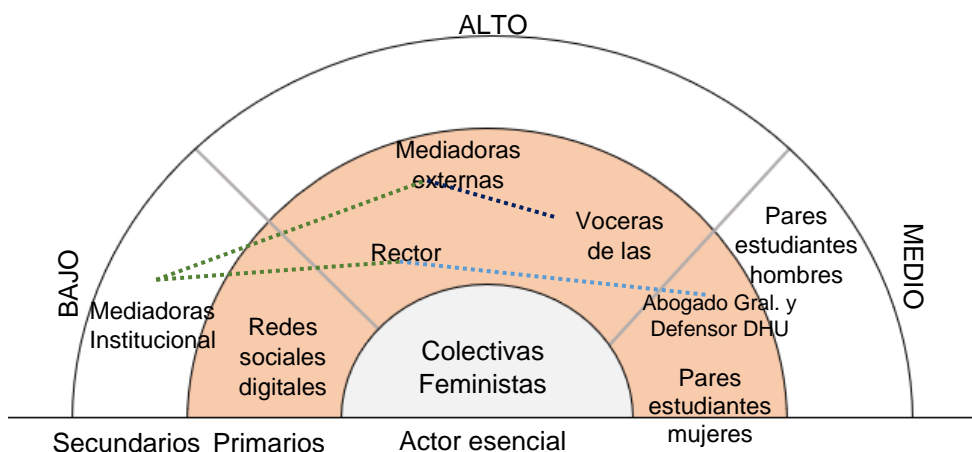 ALTO
Mediadoras
externas
Voceras
de las
Pares
estudiantes
hombres
MEDIO
BAJO
Rector
Abogado Gral. y
Defensor DHU
Mediadoras
Institucional
Redes
sociales
digitales
Colectivas
Feministas
Pares
estudiantes
mujeres
Secundarios Primarios Actor esencial